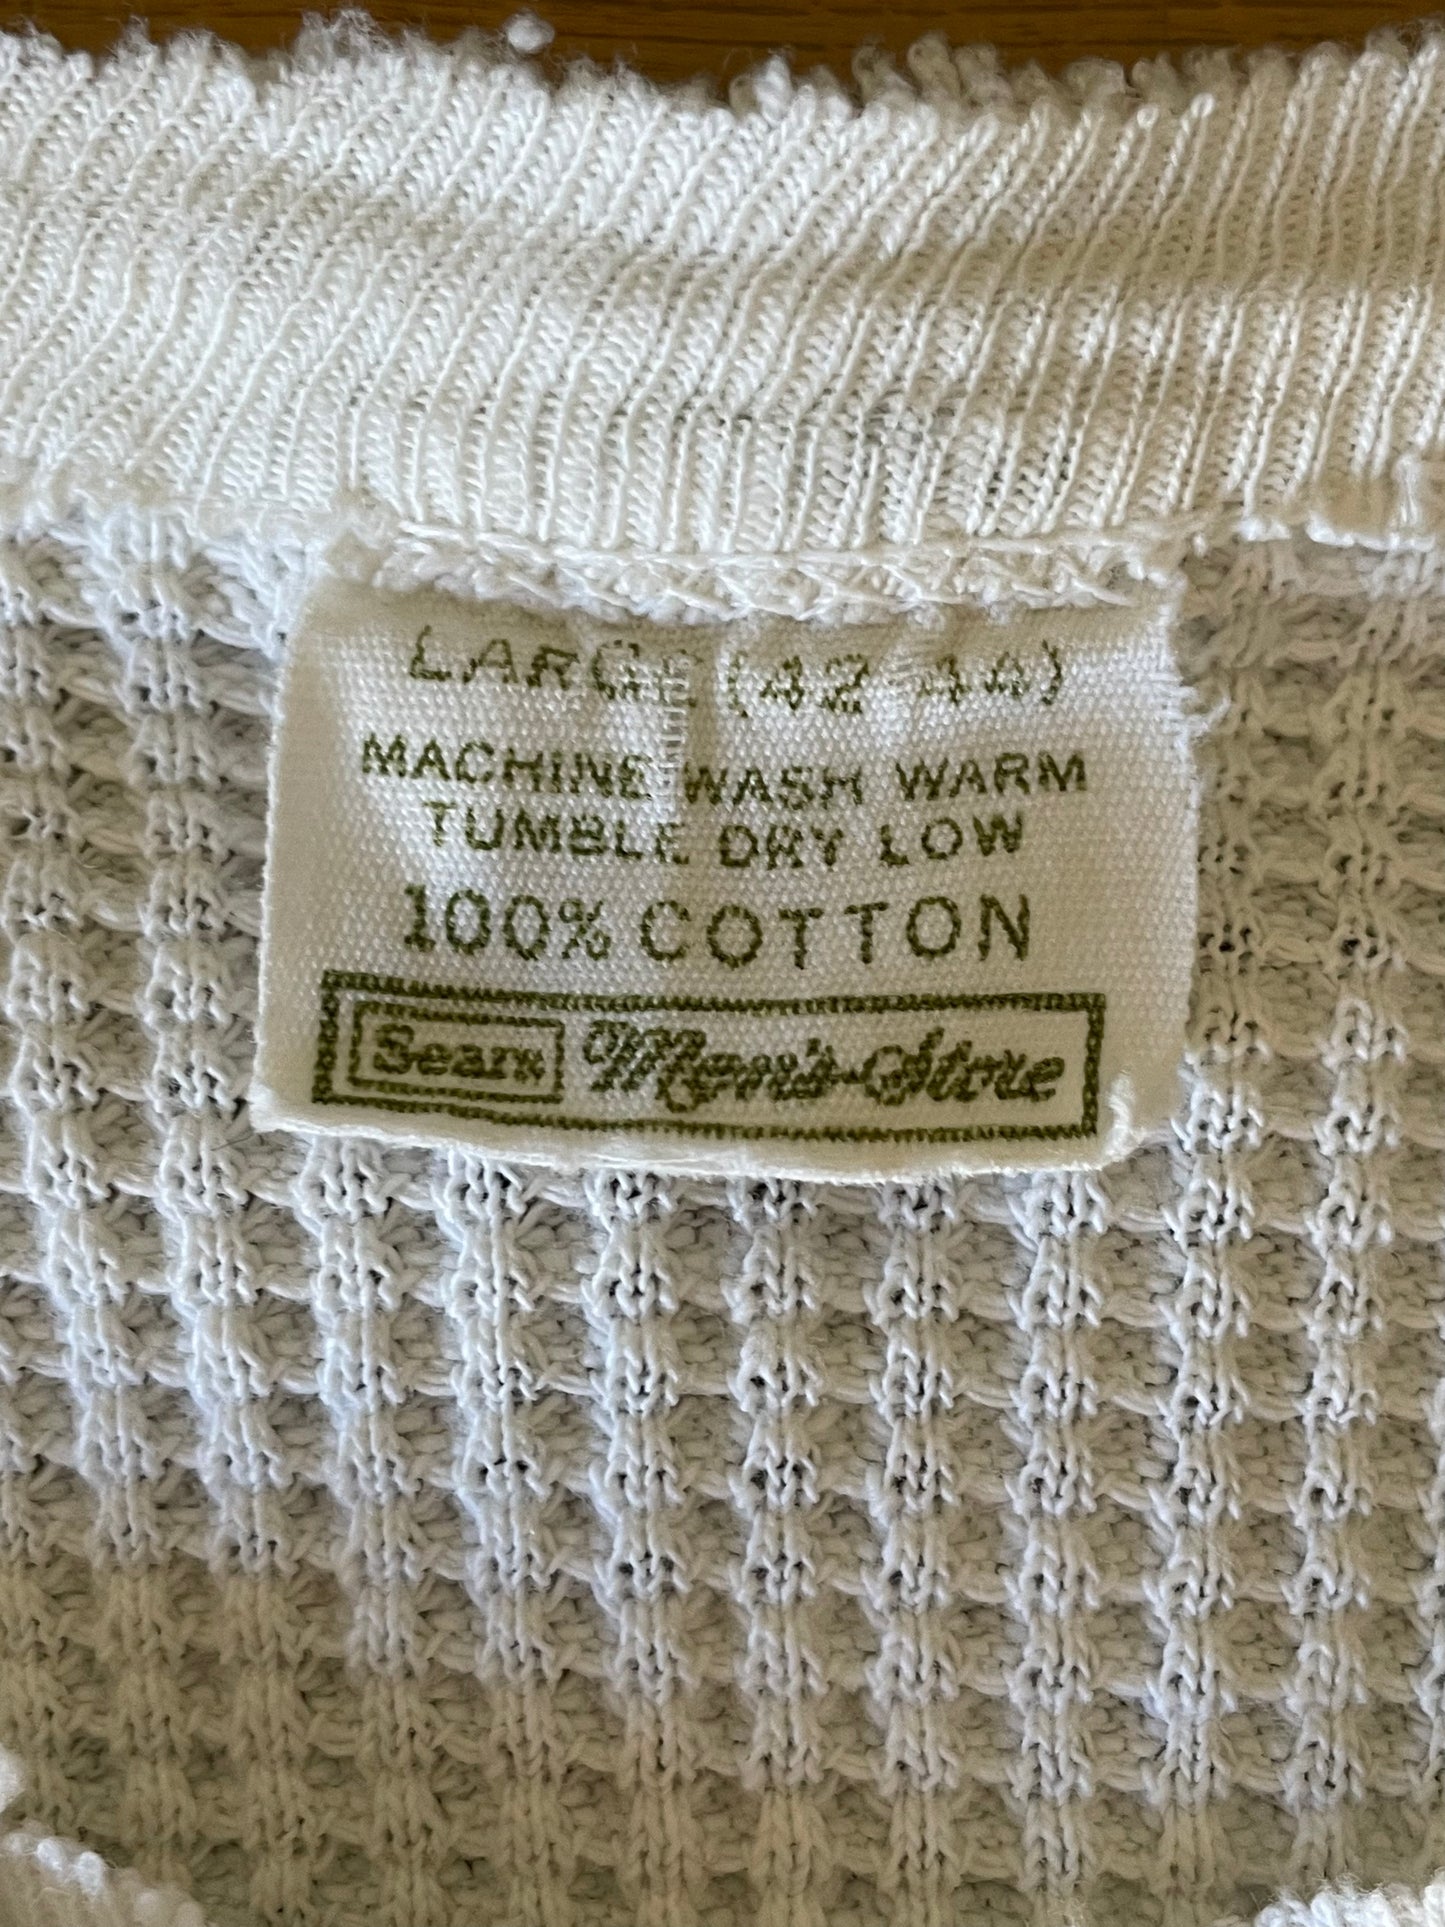 LARGE (42-44)
MACHINE WASH WARM
TUMBLE DRY LOW
100% COTTON
Sears Men's Store